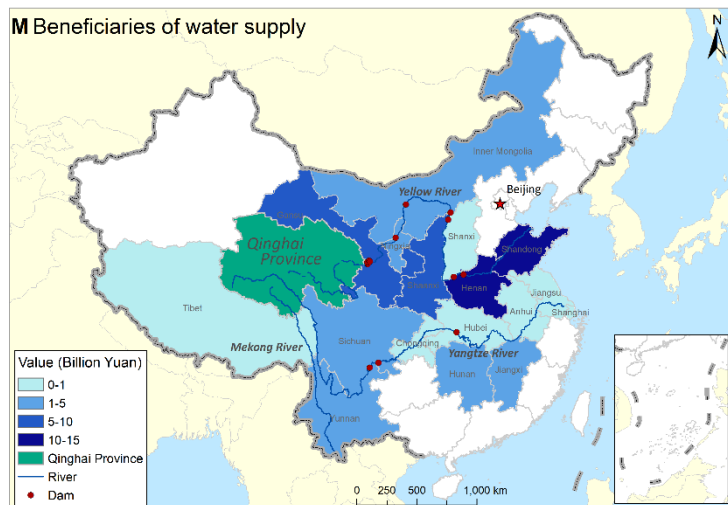 M Beneficiaries of water supply
N
Inner Mongolia
Beijing
Yellow River
Gansu
Ningxia
Shanxi
Shandong
Qinghai
Province
Shaanxi
Henan
Tibet
Jiangsu
Anhui
Shanghai
Hubei
Sichuan
Chongqing
Mekong River
Yangtze River
Hunan
Jiangxi
Yunnan
Value (Billion Yuan)
0-1
1-5
5-10
10-15
Qinghai Province
River
Dam
0 250 500 1,000 km